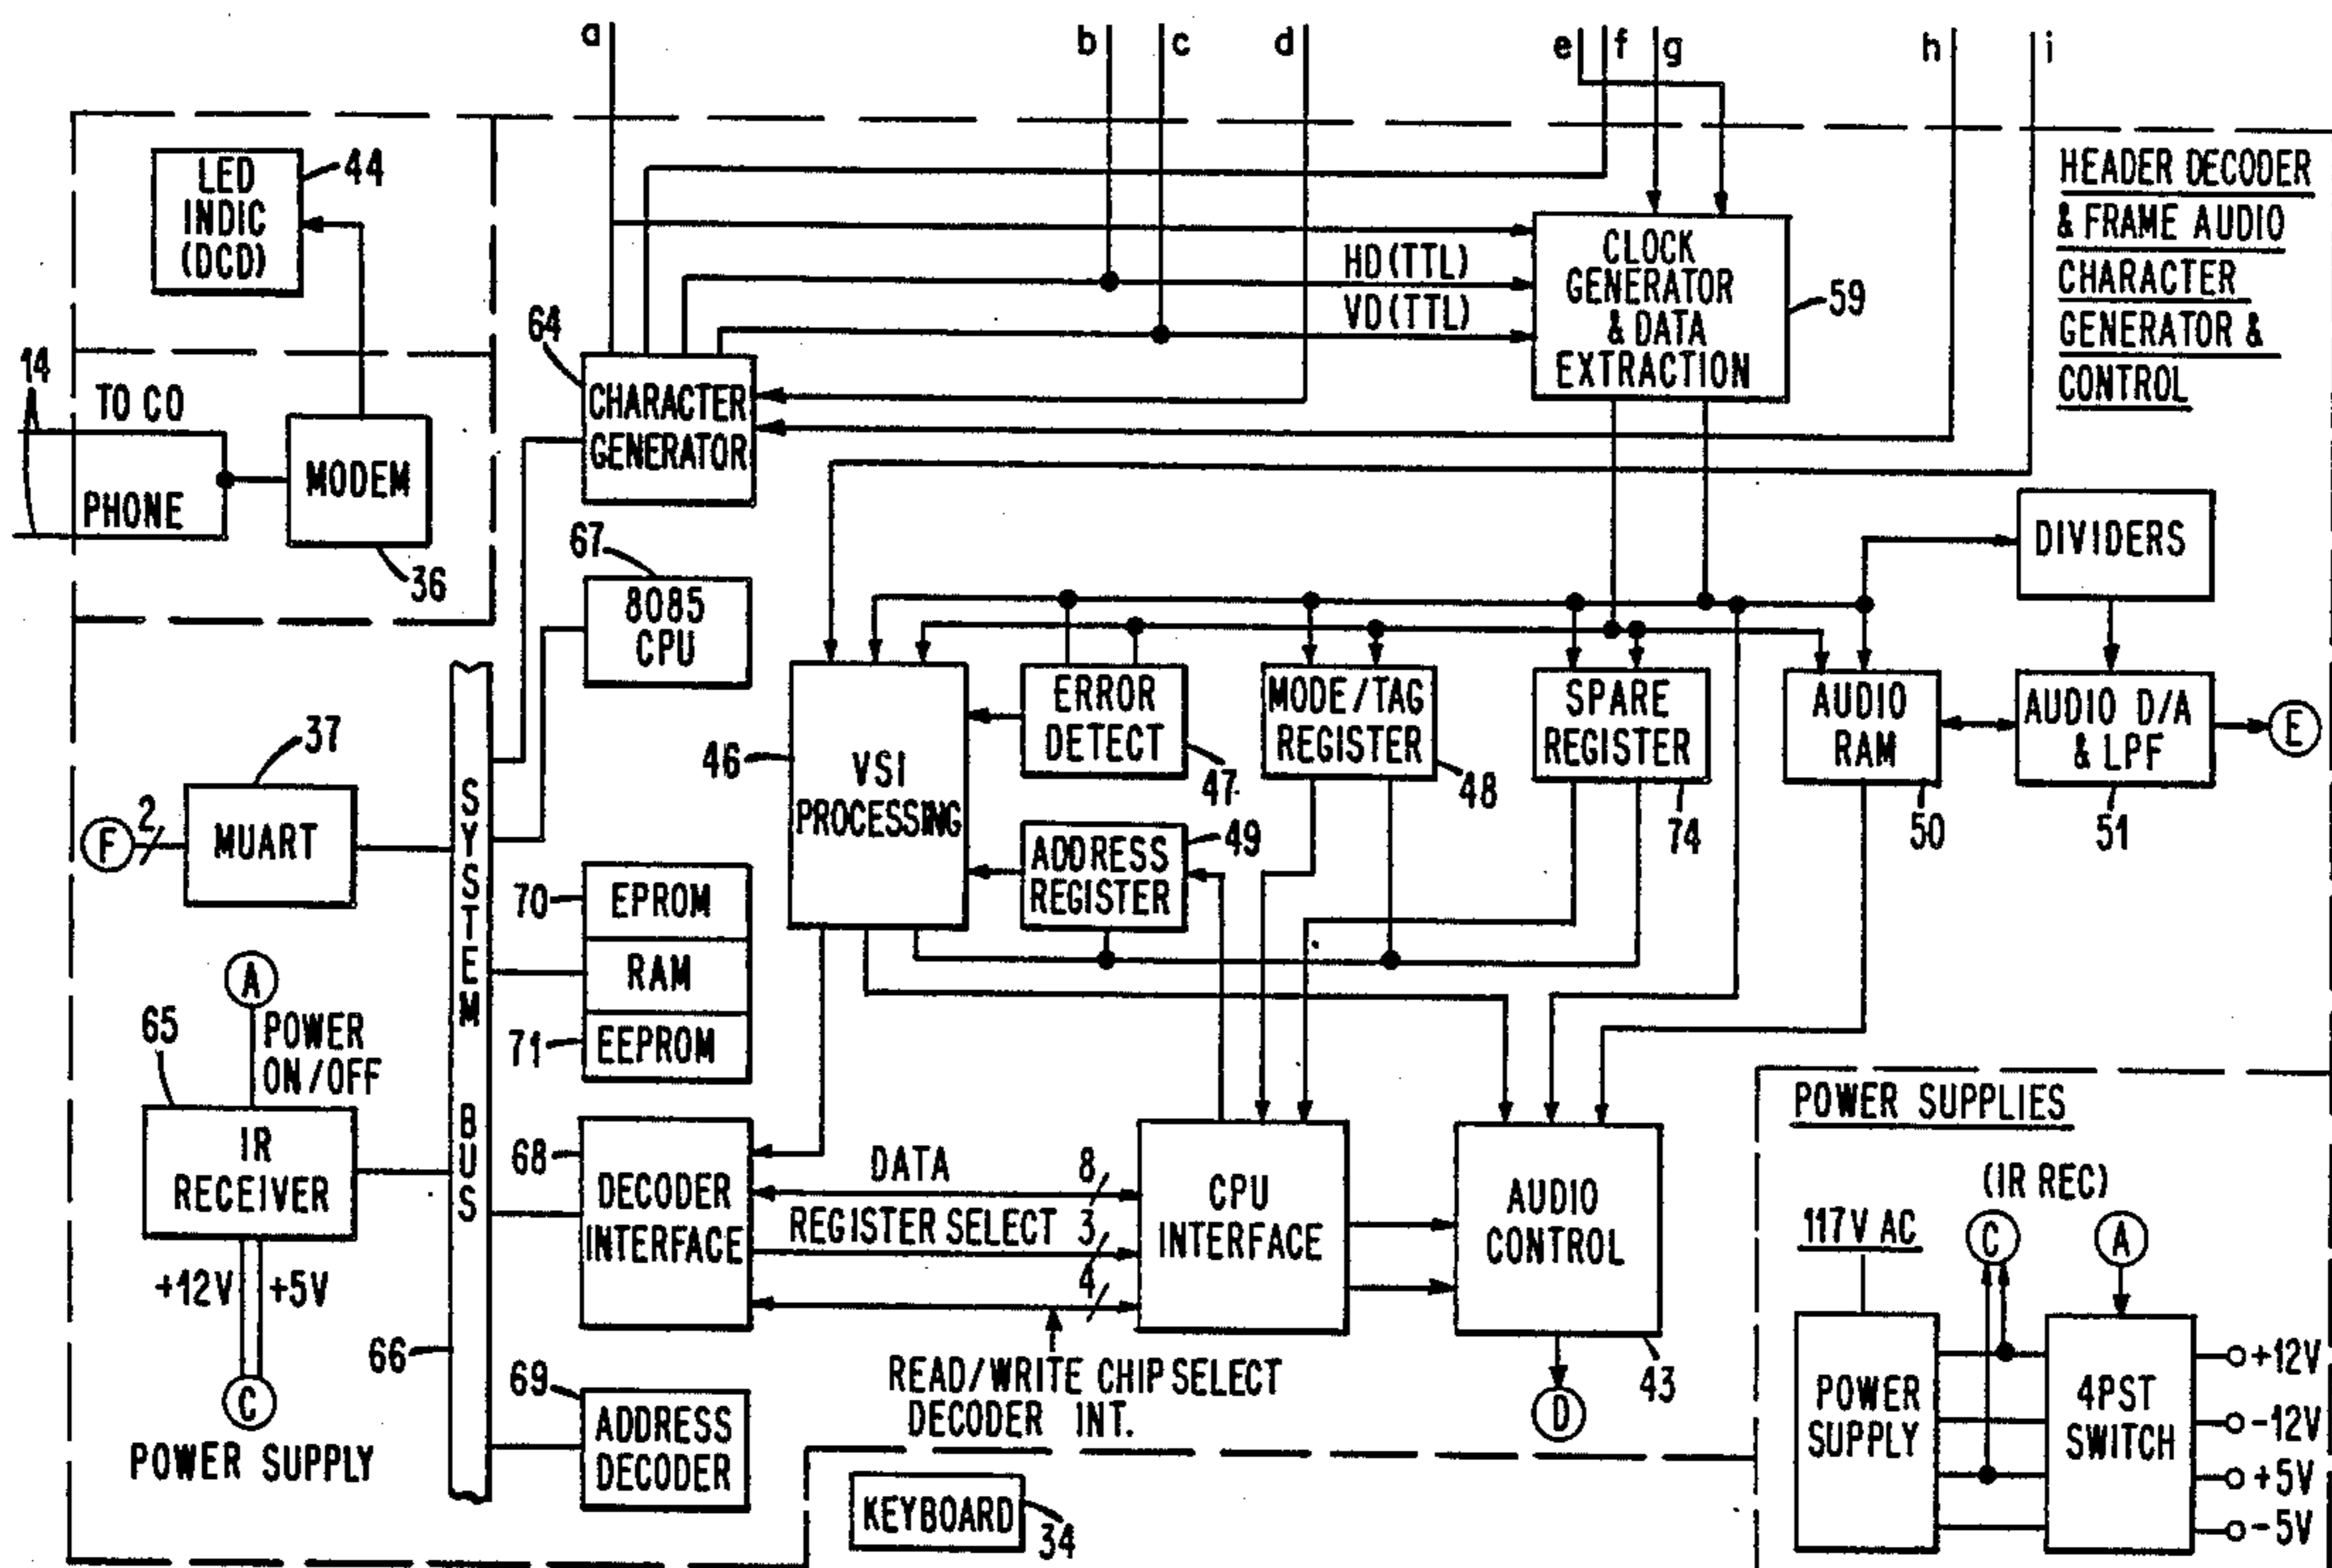 a
b
c
d
e
f
g
h
i
LED
INDIC
(DCD)
44
HEADER DECODER
& FRAME AUDIO
CHARACTER
GENERATOR &
CONTROL
CLOCK
GENERATOR
& DATA
EXTRACTION
59
HD (TTL)
VD (TTL)
64
CHARACTER
GENERATOR
14
TO CO
PHONE
MODEM
36
67
8085
CPU
DIVIDERS
37
F
2
MUART
SYSTEM BUS
66
46
VSI
PROCESSING
ERROR
DETECT
47
MODE/TAG
REGISTER
48
SPARE
REGISTER
74
AUDIO
RAM
50
AUDIO D/A
& LPF
51
E
49
ADDRESS
REGISTER
70
EPROM
RAM
71
EEPROM
A
POWER
ON/OFF
65
IR
RECEIVER
+12V
+5V
C
POWER SUPPLY
68
DECODER
INTERFACE
DATA
8
REGISTER SELECT
3
4
READ/WRITE CHIP SELECT
DECODER INT.
CPU
INTERFACE
AUDIO
CONTROL
43
D
69
ADDRESS
DECODER
KEYBOARD
34
POWER SUPPLIES
(IR REC)
117V AC
C
A
POWER
SUPPLY
4PST
SWITCH
+12V
-12V
+5V
-5V